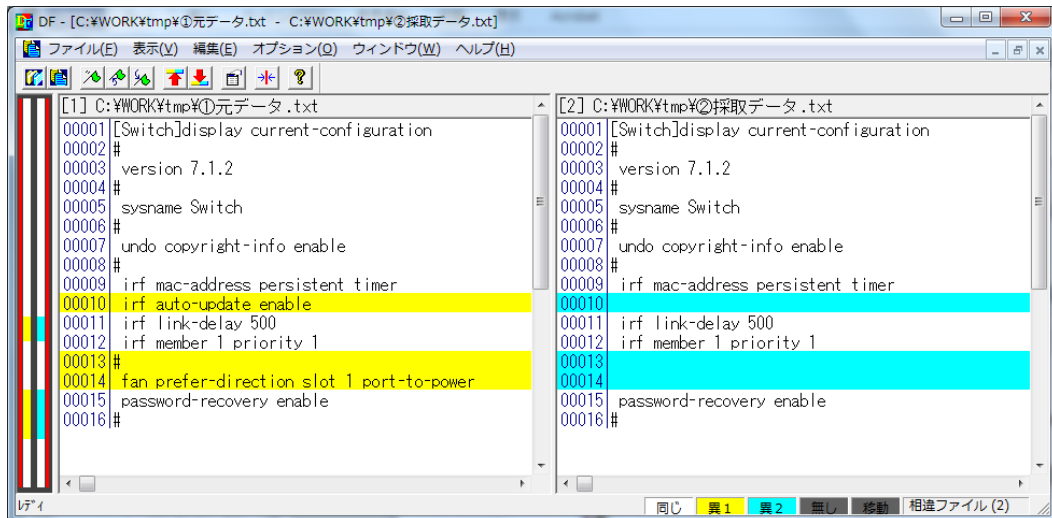 DF - [C:¥WORK¥tmp¥①元データ.txt - C:¥WORK¥tmp¥②採取データ.txt]
ファイル(F) 表示(V) 編集(E) オプション(O) ウィンドウ(W) ヘルプ(H)
[1] C:¥WORK¥tmp¥①元データ.txt
00001 [Switch]display current-configuration
00002 #
00003 version 7.1.2
00004 #
00005 sysname Switch
00006 #
00007 undo copyright-info enable
00008 #
00009 irf mac-address persistent timer
00010 irf auto-update enable
00011 irf link-delay 500
00012 irf member 1 priority 1
00013 #
00014 fan prefer-direction slot 1 port-to-power
00015 password-recovery enable
00016 #
[2] C:¥WORK¥tmp¥②採取データ.txt
00001 [Switch]display current-configuration
00002 #
00003 version 7.1.2
00004 #
00005 sysname Switch
00006 #
00007 undo copyright-info enable
00008 #
00009 irf mac-address persistent timer
00010
00011 irf link-delay 500
00012 irf member 1 priority 1
00013
00014
00015 password-recovery enable
00016 #
ﾚﾃﾞｨ 同じ 異1 異2 無し 移動 相違ファイル (2)